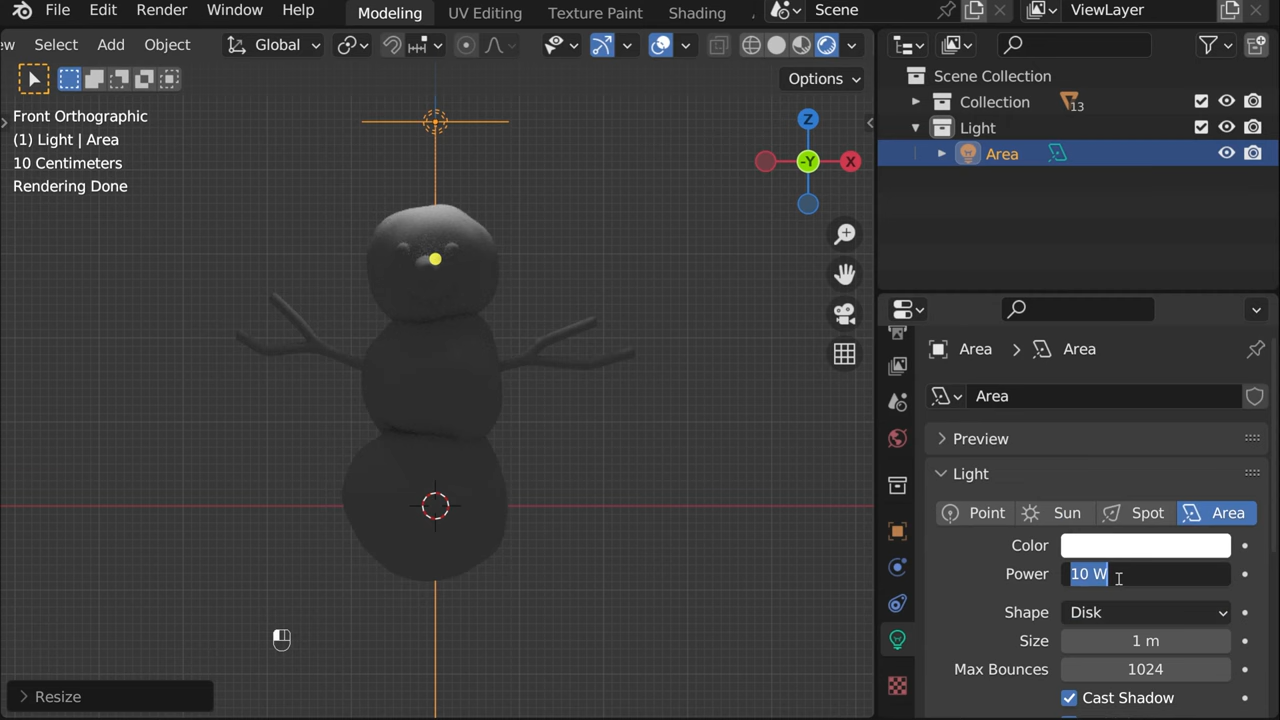 File Edit Render Window Help Modeling UV Editing Texture Paint Shading Scene ViewLayer
Select Add Object Global
Options
Front Orthographic
(1) Light | Area
10 Centimeters
Rendering Done
Z
-Y
X
Resize
Scene Collection
Collection 13
Light
Area
Area > Area
Area
Preview
Light
Point Sun Spot Area
Color
Power 10 W
Shape Disk
Size 1 m
Max Bounces 1024
Cast Shadow